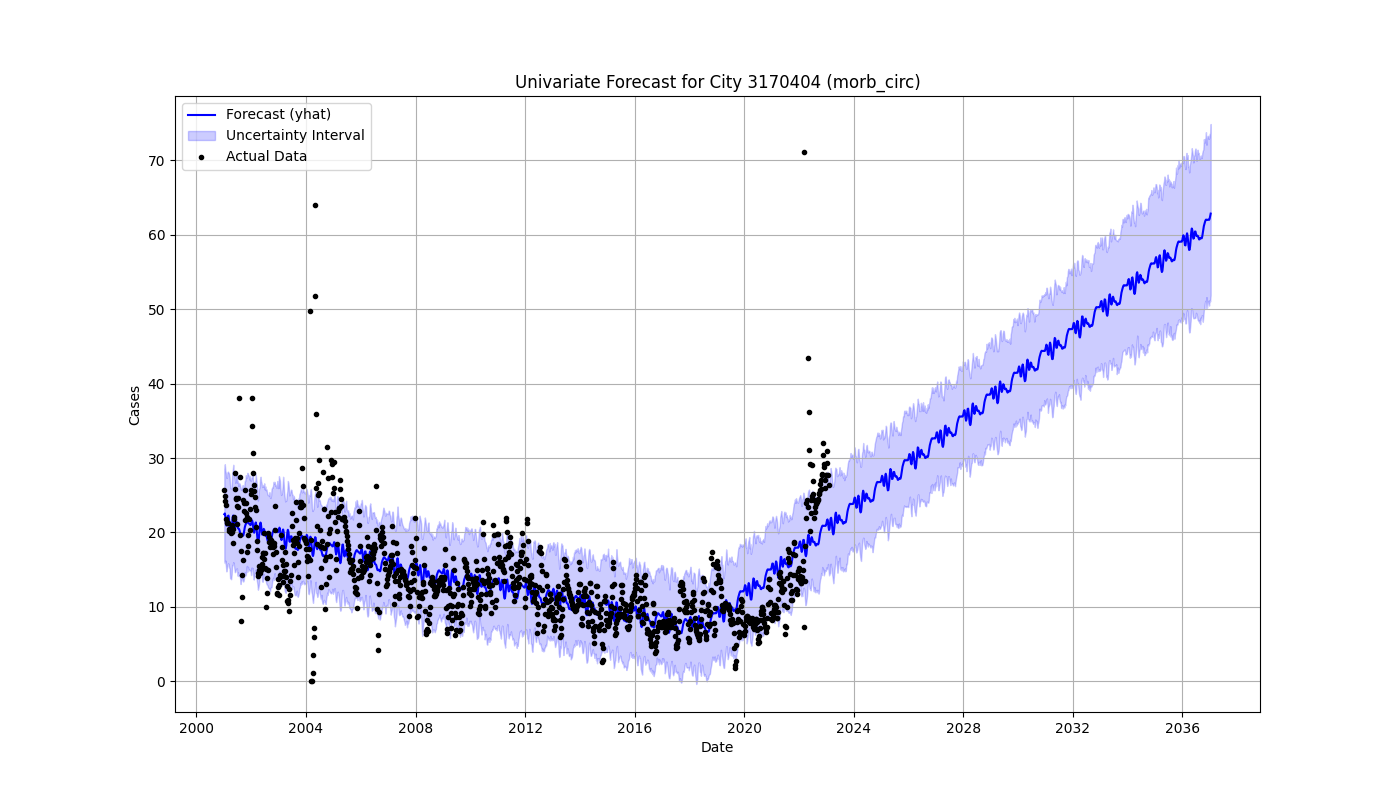 Univariate Forecast for City 3170404 (morb_circ)
Forecast (yhat)
Uncertainty Interval
Actual Data
Cases
70
60
50
40
30
20
10
0
2000 2004 2008 2012 2016 2020 2024 2028 2032 2036
Date